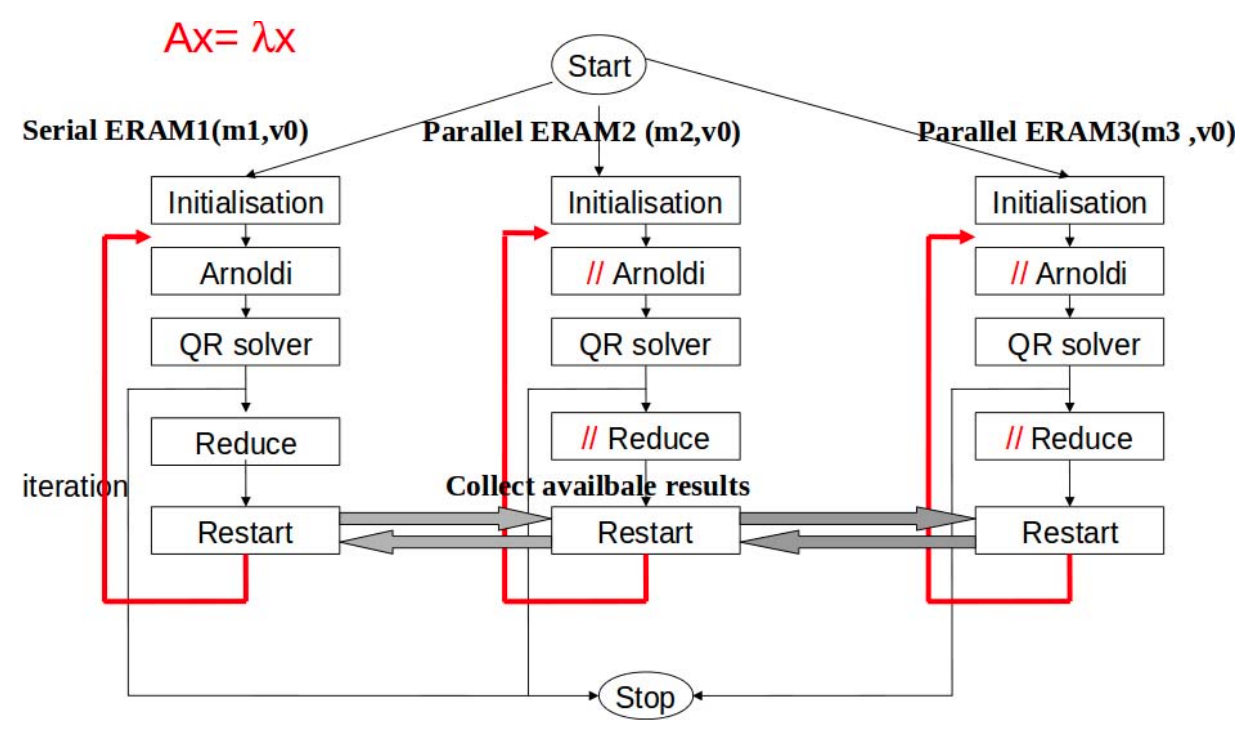 Ax= λx
Start
Serial ERAM1(m1,v0)
Parallel ERAM2 (m2,v0)
Parallel ERAM3(m3 ,v0)
Initialisation
Initialisation
Initialisation
Arnoldi
// Arnoldi
// Arnoldi
QR solver
QR solver
QR solver
Reduce
// Reduce
// Reduce
iteration
Collect availbale results
Restart
Restart
Restart
Stop